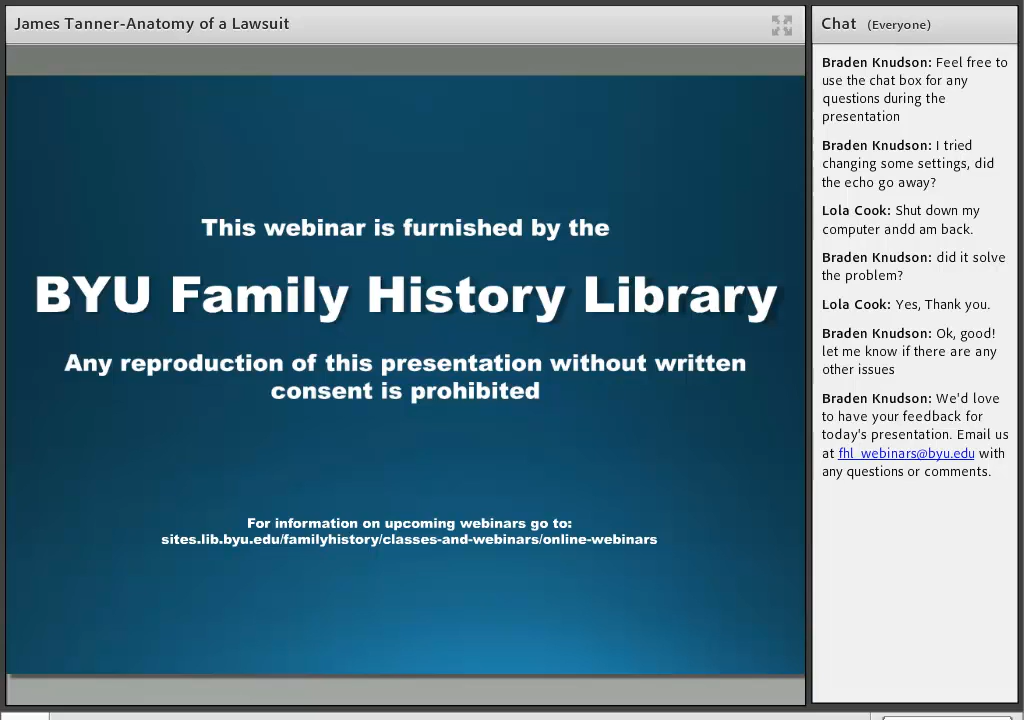 James Tanner-Anatomy of a Lawsuit
This webinar is furnished by the
BYU Family History Library
Any reproduction of this presentation without written
consent is prohibited
For information on upcoming webinars go to:
sites.lib.byu.edu/familyhistory/classes-and-webinars/online-webinars
Chat (Everyone)
Braden Knudson: Feel free to
use the chat box for any
questions during the
presentation
Braden Knudson: I tried
changing some settings, did
the echo go away?
Lola Cook: Shut down my
computer andd am back.
Braden Knudson: did it solve
the problem?
Lola Cook: Yes, Thank you.
Braden Knudson: Ok, good!
let me know if there are any
other issues
Braden Knudson: We'd love
to have your feedback for
today's presentation. Email us
at fhl_webinars@byu.edu with
any questions or comments.